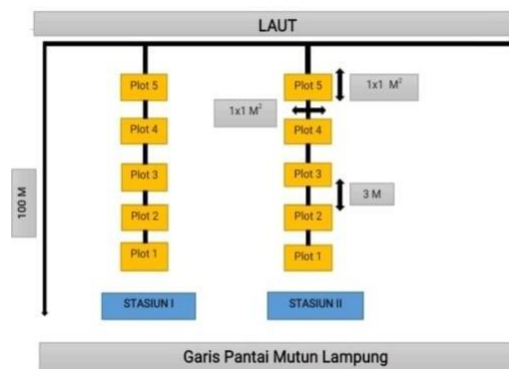 LAUT
Plot 5
Plot 5
1x1 M²
1x1 M²
Plot 4
Plot 4
Plot 3
Plot 3
3 M
100 M
Plot 2
Plot 2
Plot 1
Plot 1
STASIUN I
STASIUN II
Garis Pantai Mutun Lampung